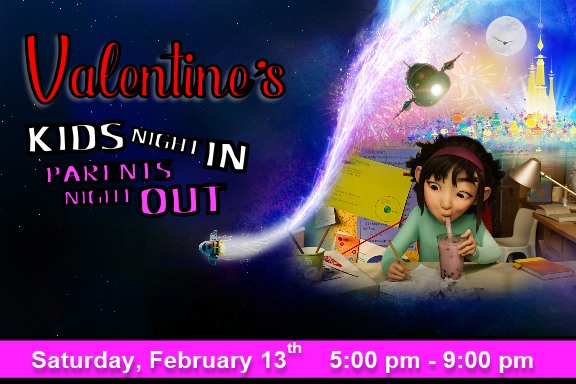 Valentine's
KIDS NIGHT IN
PARENTS
NIGHT OUT
Saturday, February 13th 5:00 pm - 9:00 pm